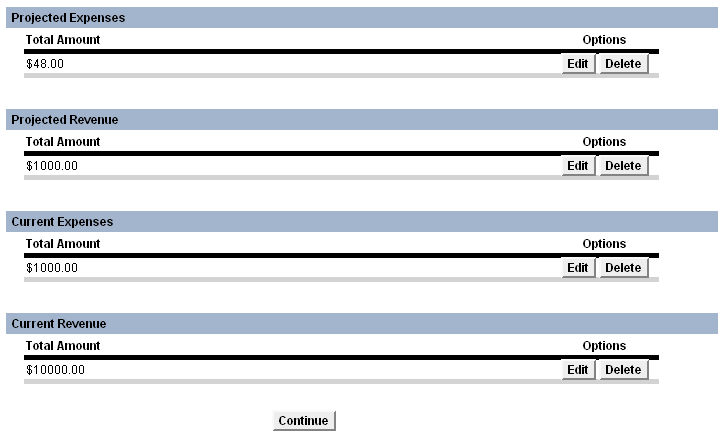 Projected Expenses
Total Amount Options
$48.00 Edit Delete
Projected Revenue
Total Amount Options
$1000.00 Edit Delete
Current Expenses
Total Amount Options
$1000.00 Edit Delete
Current Revenue
Total Amount Options
$10000.00 Edit Delete
Continue